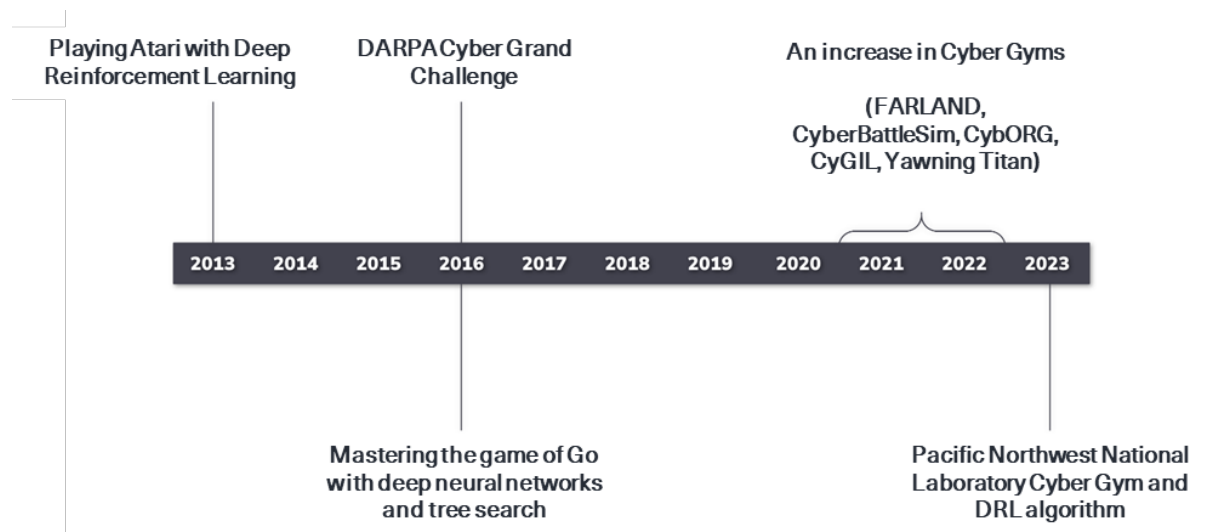 Playing Atari with Deep
Reinforcement Learning
DARPA Cyber Grand
Challenge
An increase in Cyber Gyms
(FARLAND,
CyberBattleSim, CybORG,
CyGIL, Yawning Titan)
2013 2014 2015 2016 2017 2018 2019 2020 2021 2022 2023
Mastering the game of Go
with deep neural networks
and tree search
Pacific Northwest National
Laboratory Cyber Gym and
DRL algorithm